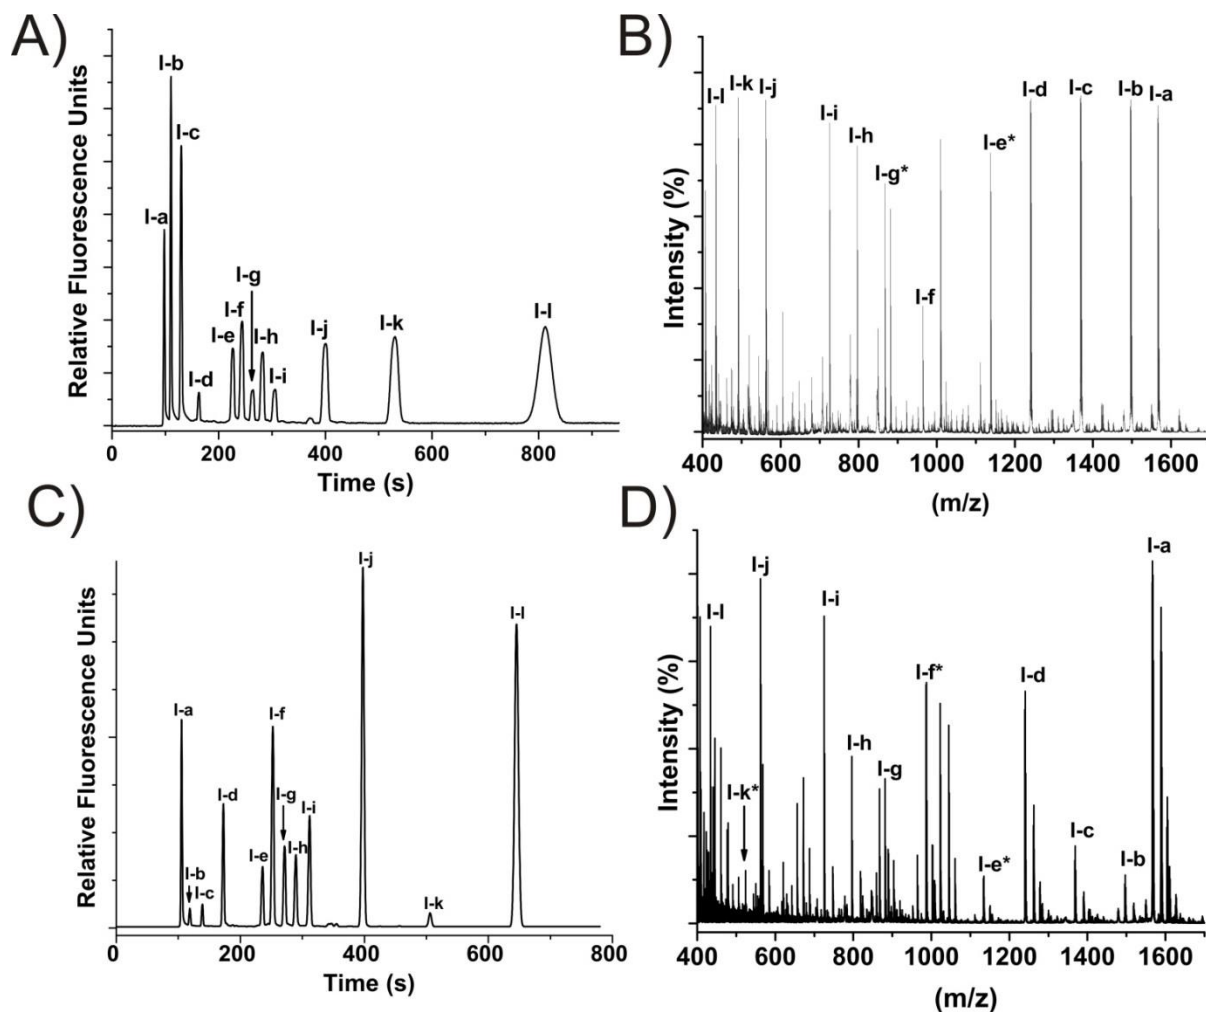 A)
Relative Fluorescence Units
I-a
I-b
I-c
I-d
I-e
I-f
I-g
I-h
I-i
I-j
I-k
I-l
0 200 400 600 800
Time (s)
B)
Intensity (%)
I-l
I-k
I-j
I-i
I-h
I-g*
I-f
I-e*
I-d
I-c
I-b
I-a
400 600 800 1000 1200 1400 1600
(m/z)
C)
Relative Fluorescence Units
I-a
I-b
I-c
I-d
I-e
I-f
I-g
I-h
I-i
I-j
I-k
I-l
0 200 400 600 800
Time (s)
D)
Intensity (%)
I-l
I-k*
I-j
I-i
I-h
I-g
I-f*
I-e*
I-d
I-c
I-b
I-a
400 600 800 1000 1200 1400 1600
(m/z)